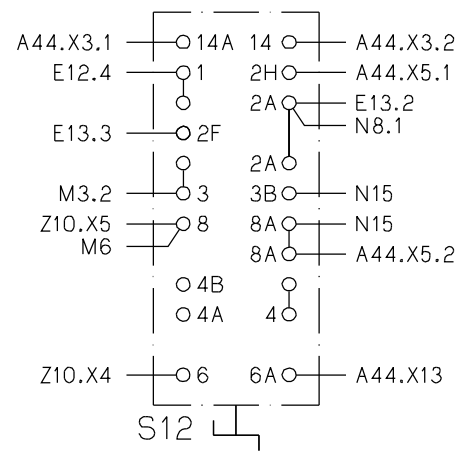 A44.X3.1 14A 14 A44.X3.2
E12.4 1 2H A44.X5.1
2A E13.2
N8.1
E13.3 2F
2A
M3.2 3 3B N15
Z10.X5 8 8A N15
M6
8A A44.X5.2
4B
4A 4
Z10.X4 6 6A A44.X13
S12